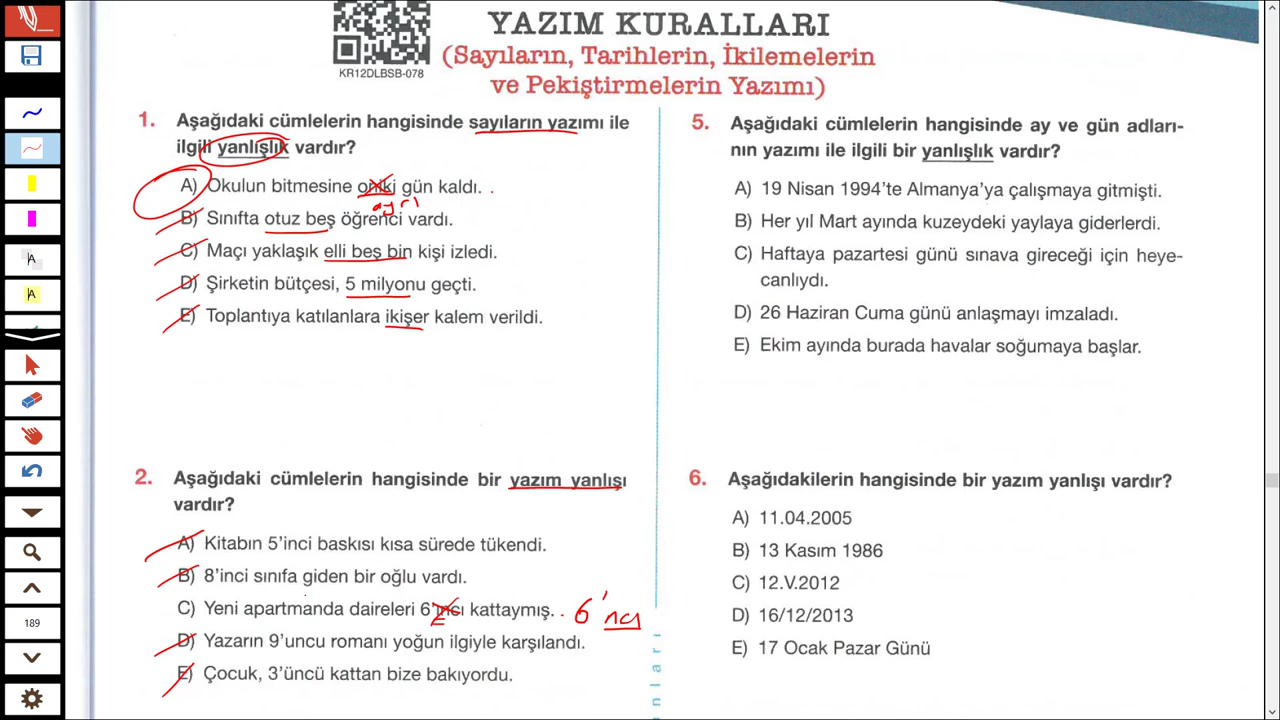 KR12DLBSB-078
YAZIM KURALLARI
(Sayıların, Tarihlerin, İkilemelerin
ve Pekiştirmelerin Yazımı)
1. Aşağıdaki cümlelerin hangisinde sayıların yazımı ile
ilgili yanlışlık vardır?
A) Okulun bitmesine oniki gün kaldı.
ayrı
B) Sınıfta otuz beş öğrenci vardı.
C) Maçı yaklaşık elli beş bin kişi izledi.
D) Şirketin bütçesi, 5 milyonu geçti.
E) Toplantıya katılanlara ikişer kalem verildi.
2. Aşağıdaki cümlelerin hangisinde bir yazım yanlışı
vardır?
A) Kitabın 5’inci baskısı kısa sürede tükendi.
B) 8’inci sınıfa giden bir oğlu vardı.
C) Yeni apartmanda daireleri 6’ıncı kattaymış. 6'ncı
D) Yazarın 9’uncu romanı yoğun ilgiyle karşılandı.
E) Çocuk, 3’üncü kattan bize bakıyordu.
5. Aşağıdaki cümlelerin hangisinde ay ve gün adları-
nın yazımı ile ilgili bir yanlışlık vardır?
A) 19 Nisan 1994’te Almanya’ya çalışmaya gitmişti.
B) Her yıl Mart ayında kuzeydeki yaylaya giderlerdi.
C) Haftaya pazartesi günü sınava gireceği için heye-
canlıydı.
D) 26 Haziran Cuma günü anlaşmayı imzaladı.
E) Ekim ayında burada havalar soğumaya başlar.
6. Aşağıdakilerin hangisinde bir yazım yanlışı vardır?
A) 11.04.2005
B) 13 Kasım 1986
C) 12.V.2012
D) 16/12/2013
E) 17 Ocak Pazar Günü
nları
A
A
189